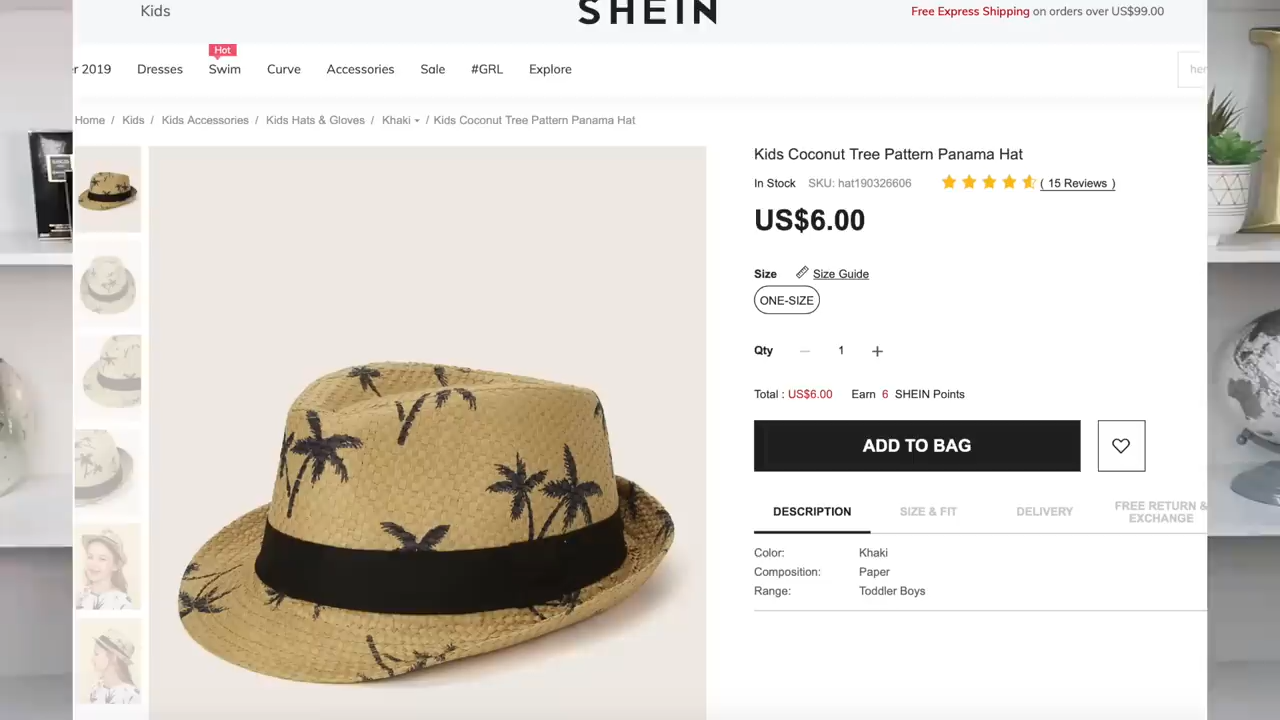 Kids
SHEIN
Free Express Shipping on orders over US$99.00
Hot
r 2019 Dresses Swim Curve Accessories Sale #GRL Explore
her
Home / Kids / Kids Accessories / Kids Hats & Gloves / Khaki / Kids Coconut Tree Pattern Panama Hat
Kids Coconut Tree Pattern Panama Hat
In Stock SKU: hat190326606 ( 15 Reviews )
US$6.00
Size Size Guide
ONE-SIZE
Qty 1
Total : US$6.00 Earn 6 SHEIN Points
ADD TO BAG
DESCRIPTION SIZE & FIT DELIVERY FREE RETURN & EXCHANGE
Color: Khaki
Composition: Paper
Range: Toddler Boys